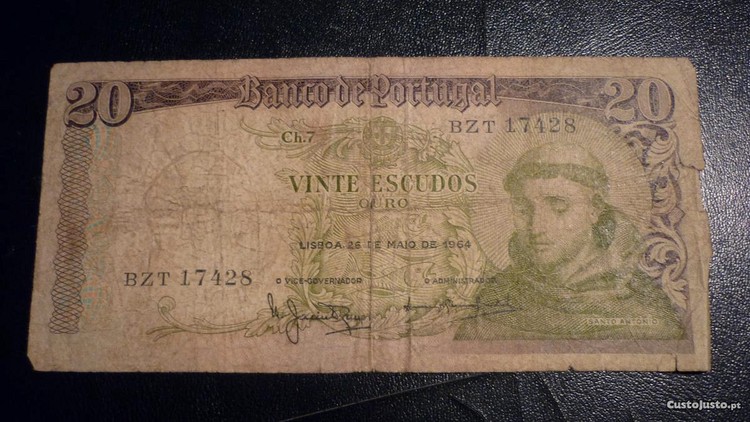 20 Banco de Portugal 20
Ch.7 BZT 17428
VINTE ESCUDOS
OURO
LISBOA, 26 DE MAIO DE 1964
BZT 17428
O VICE-GOVERNADOR O ADMINISTRADOR
SANTO ANTÓNIO
CustoJusto.pt